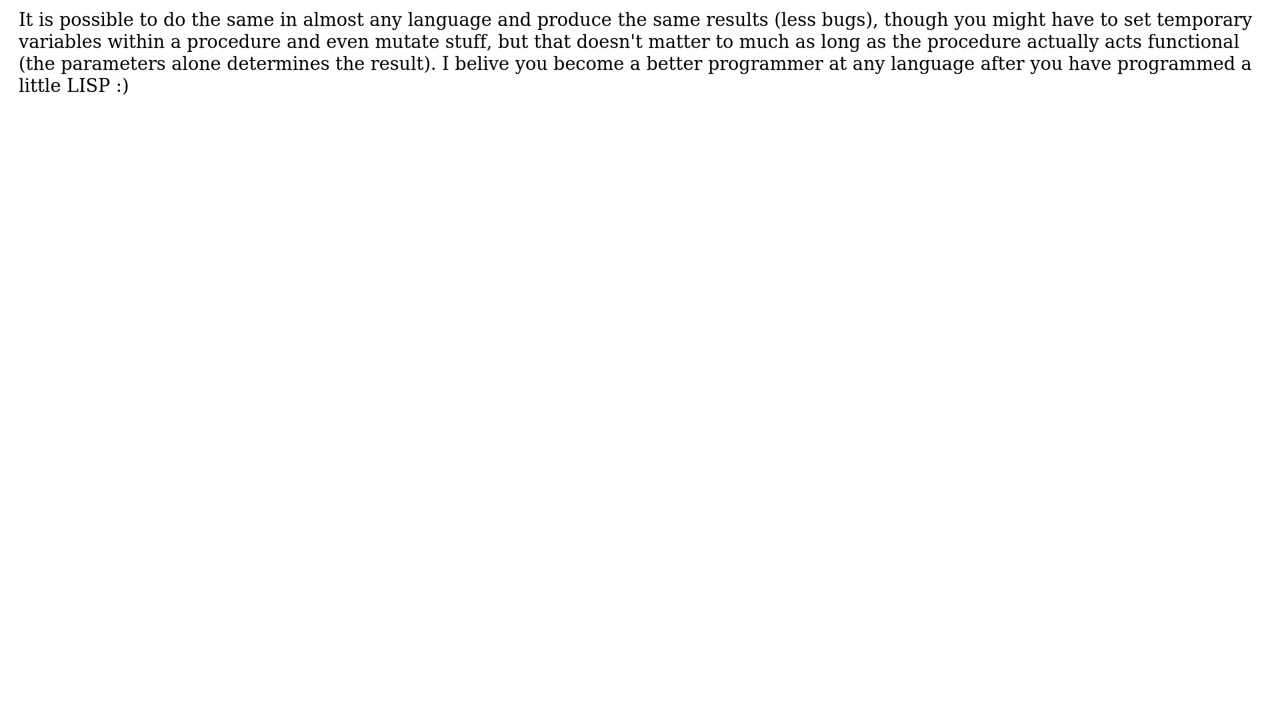 It is possible to do the same in almost any language and produce the same results (less bugs), though you might have to set temporary
variables within a procedure and even mutate stuff, but that doesn't matter to much as long as the procedure actually acts functional
(the parameters alone determines the result). I belive you become a better programmer at any language after you have programmed a
little LISP :)